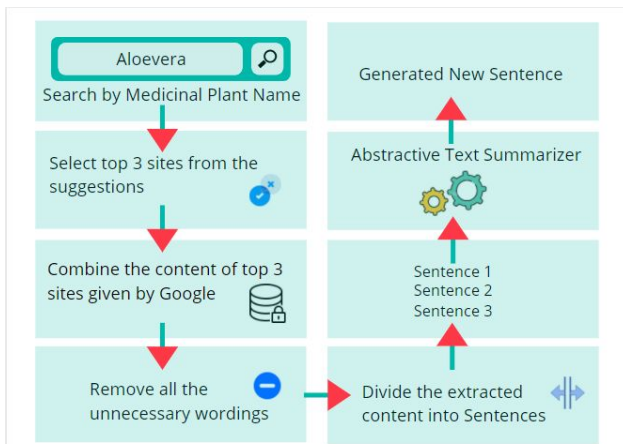 Aloevera
Search by Medicinal Plant Name
Select top 3 sites from the
suggestions
Combine the content of top 3
sites given by Google
Remove all the
unnecessary wordings
Divide the extracted
content into Sentences
Sentence 1
Sentence 2
Sentence 3
Abstractive Text Summarizer
Generated New Sentence